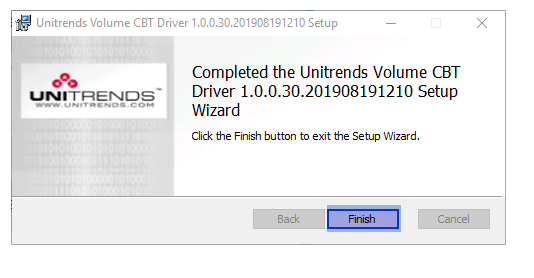 Unitrends Volume CBT Driver 1.0.0.30.201908191210 Setup
UNITRENDS™
WWW.UNITRENDS.COM
Completed the Unitrends Volume CBT
Driver 1.0.0.30.201908191210 Setup
Wizard
Click the Finish button to exit the Setup Wizard.
Back
Finish
Cancel